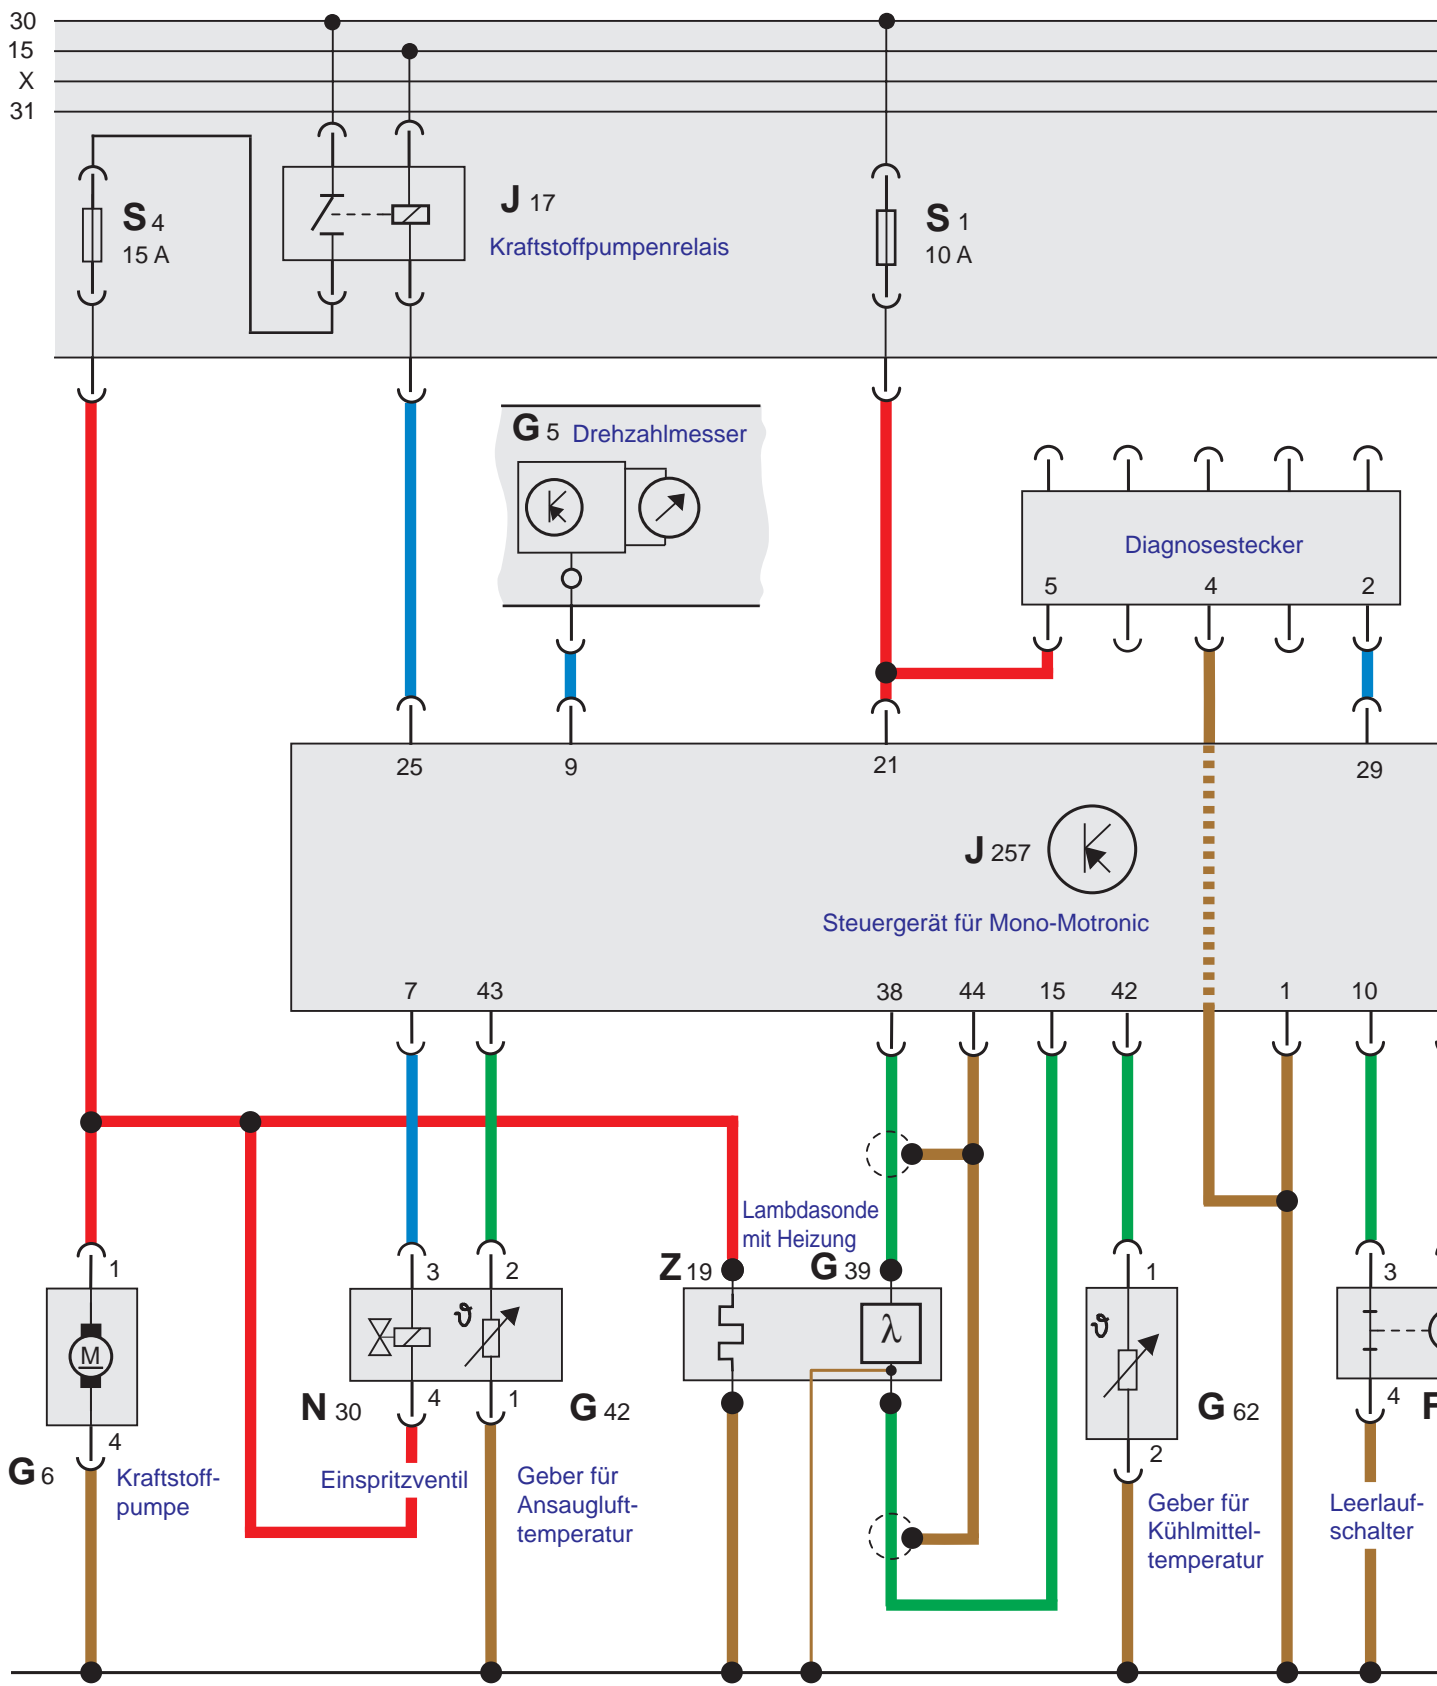 30
15
X
31
S 4
15 A
J 17
Kraftstoffpumpenrelais
S 1
10 A
G 5 Drehzahlmesser
Diagnosestecker
5 4 2
25 9 21 29
J 257
Steuergerät für Mono-Motronic
7 43 38 44 15 42 1 10
Lambdasonde
mit Heizung
Z 19 G 39
1 3 2 1 3
ϑ ϑ
M
λ
4 1 4
N 30 G 42 G 62 F
4 2
G 6
Kraftstoff-
pumpe
Einspritzventil
Geber für
Ansaugluft-
temperatur
Geber für
Kühlmittel-
temperatur
Leerlauf-
schalter